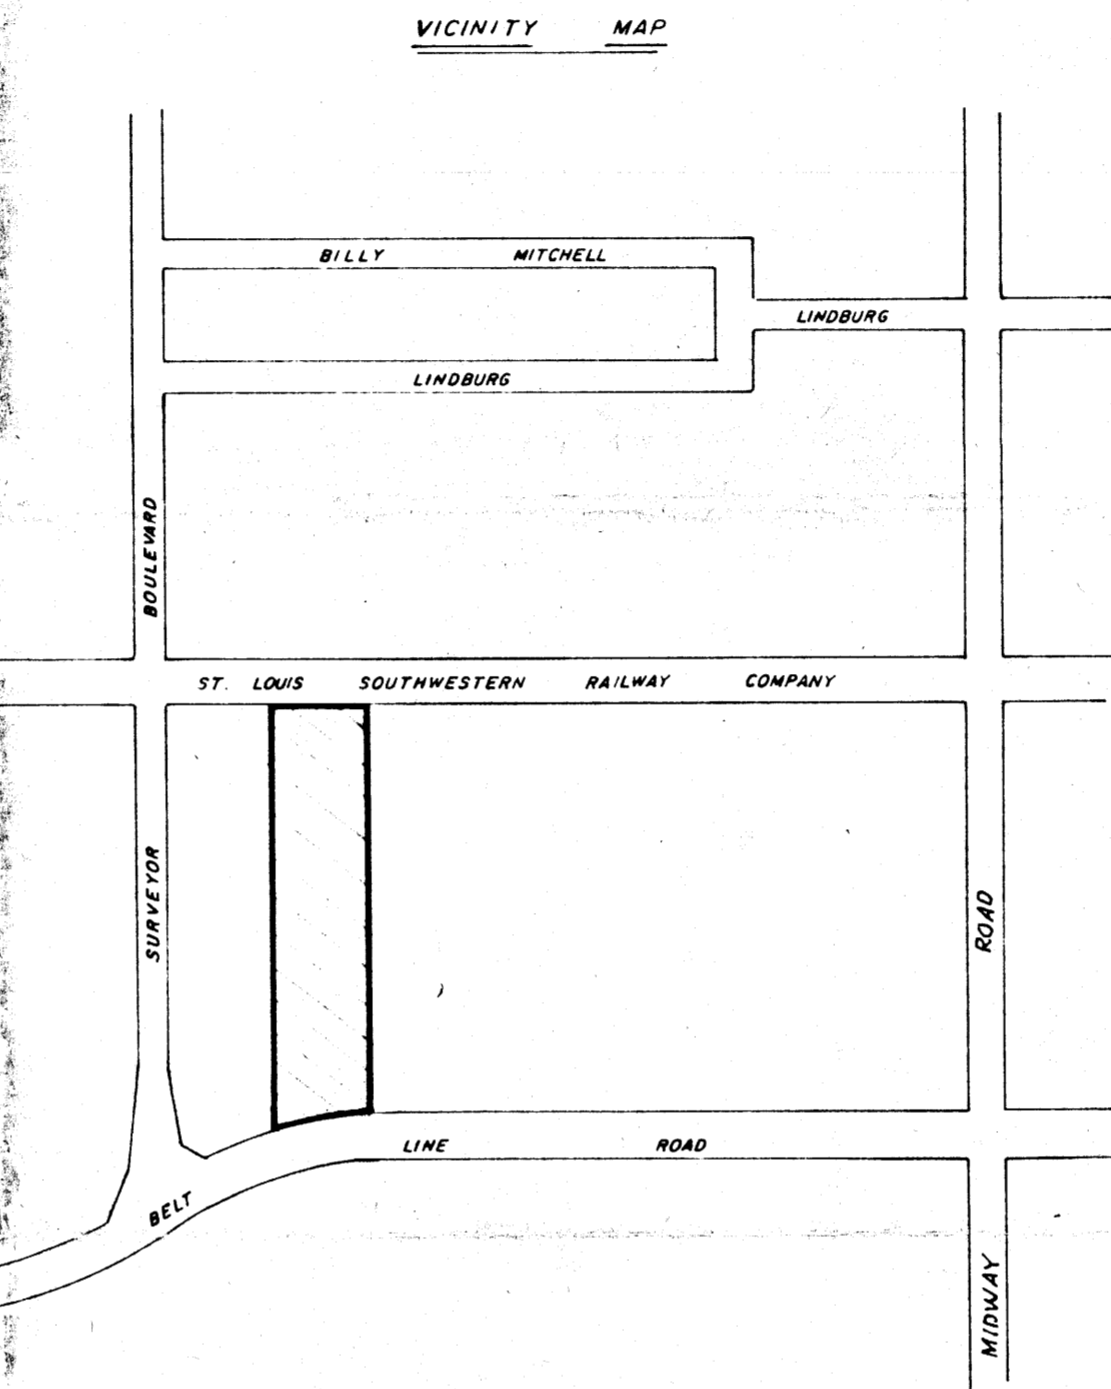 VICINITY MAP
BILLY MITCHELL
LINDBURG
LINDBURG
BOULEVARD
ST. LOUIS SOUTHWESTERN RAILWAY COMPANY
SURVEYOR
ROAD
LINE ROAD
BELT
MIDWAY